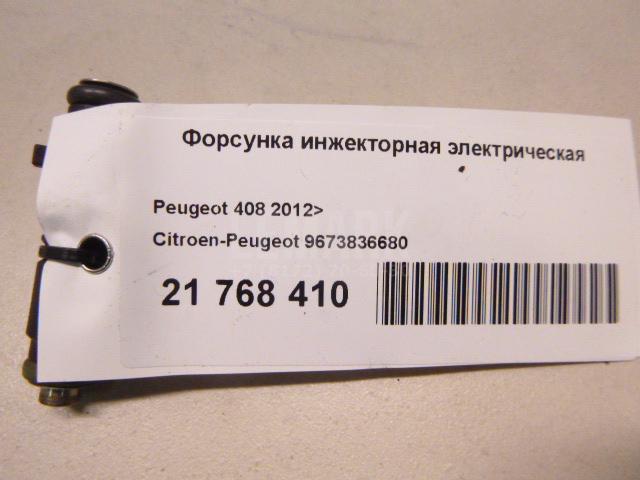 Форсунка инжекторная электрическая
Peugeot 408 2012>
Citroen-Peugeot 9673836680
21 768 410